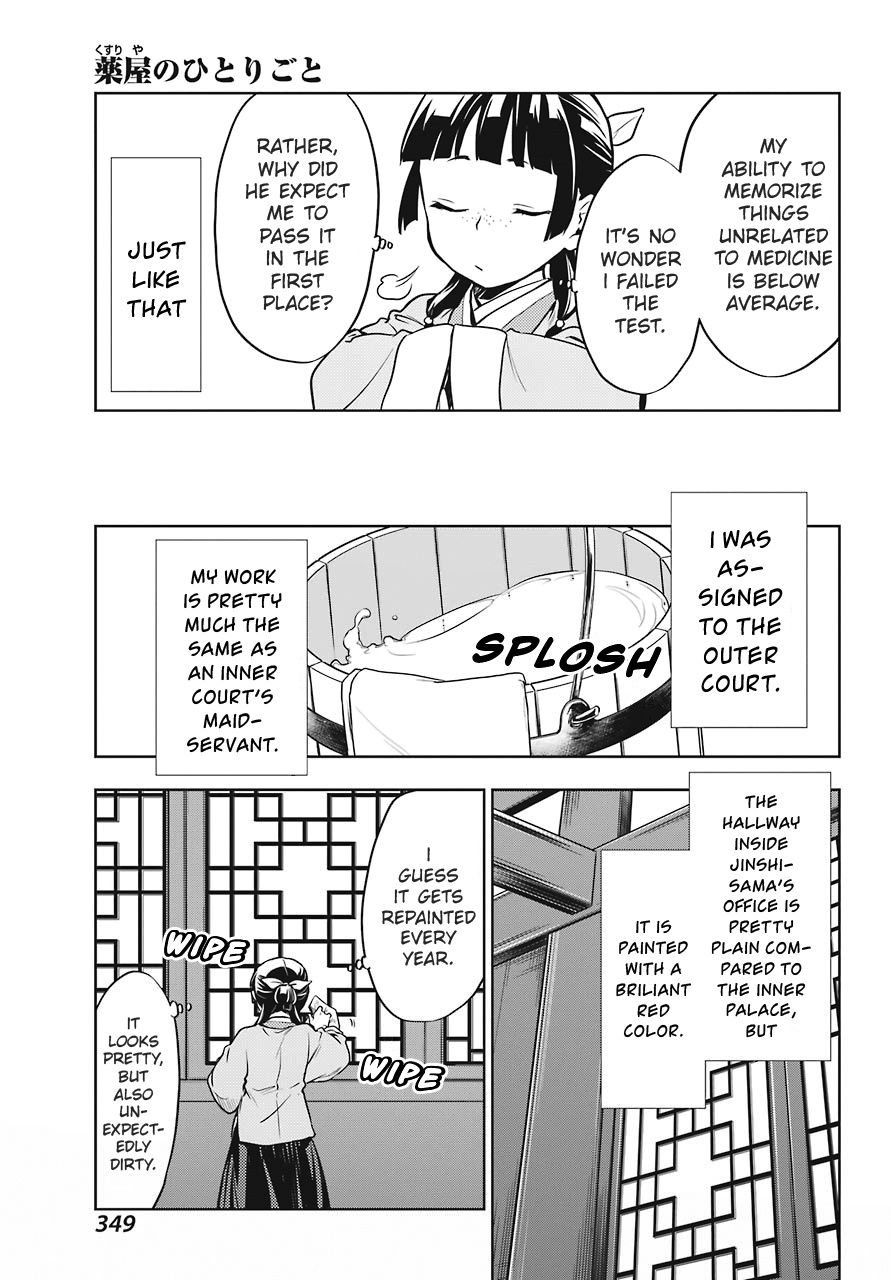 くすり や
薬屋のひとりごと
MY
ABILITY TO
MEMORIZE
THINGS
UNRELATED
TO MEDICINE
IS BELOW
AVERAGE.
IT'S NO
WONDER
I FAILED
THE
TEST.
RATHER,
WHY DID
HE EXPECT
ME TO
PASS IT
IN THE
FIRST
PLACE?
JUST
LIKE
THAT
I WAS
AS-
SIGNED
TO THE
OUTER
COURT.
SPLOSH
MY WORK
IS PRETTY
MUCH THE
SAME AS
AN INNER
COURT'S
MAID-
SERVANT.
THE
HALLWAY
INSIDE
JINSHI-
SAMA'S
OFFICE IS
PRETTY
PLAIN COM-
PARED TO
THE INNER
PALACE,
BUT
IT IS
PAINTED
WITH A
BRILIANT
RED
COLOR.
I
GUESS
IT GETS
REPAINTED
EVERY
YEAR.
WIPE
WIPE
IT
LOOKS
PRETTY,
BUT
ALSO
UN-
EXPECT-
EDLY
DIRTY.
349